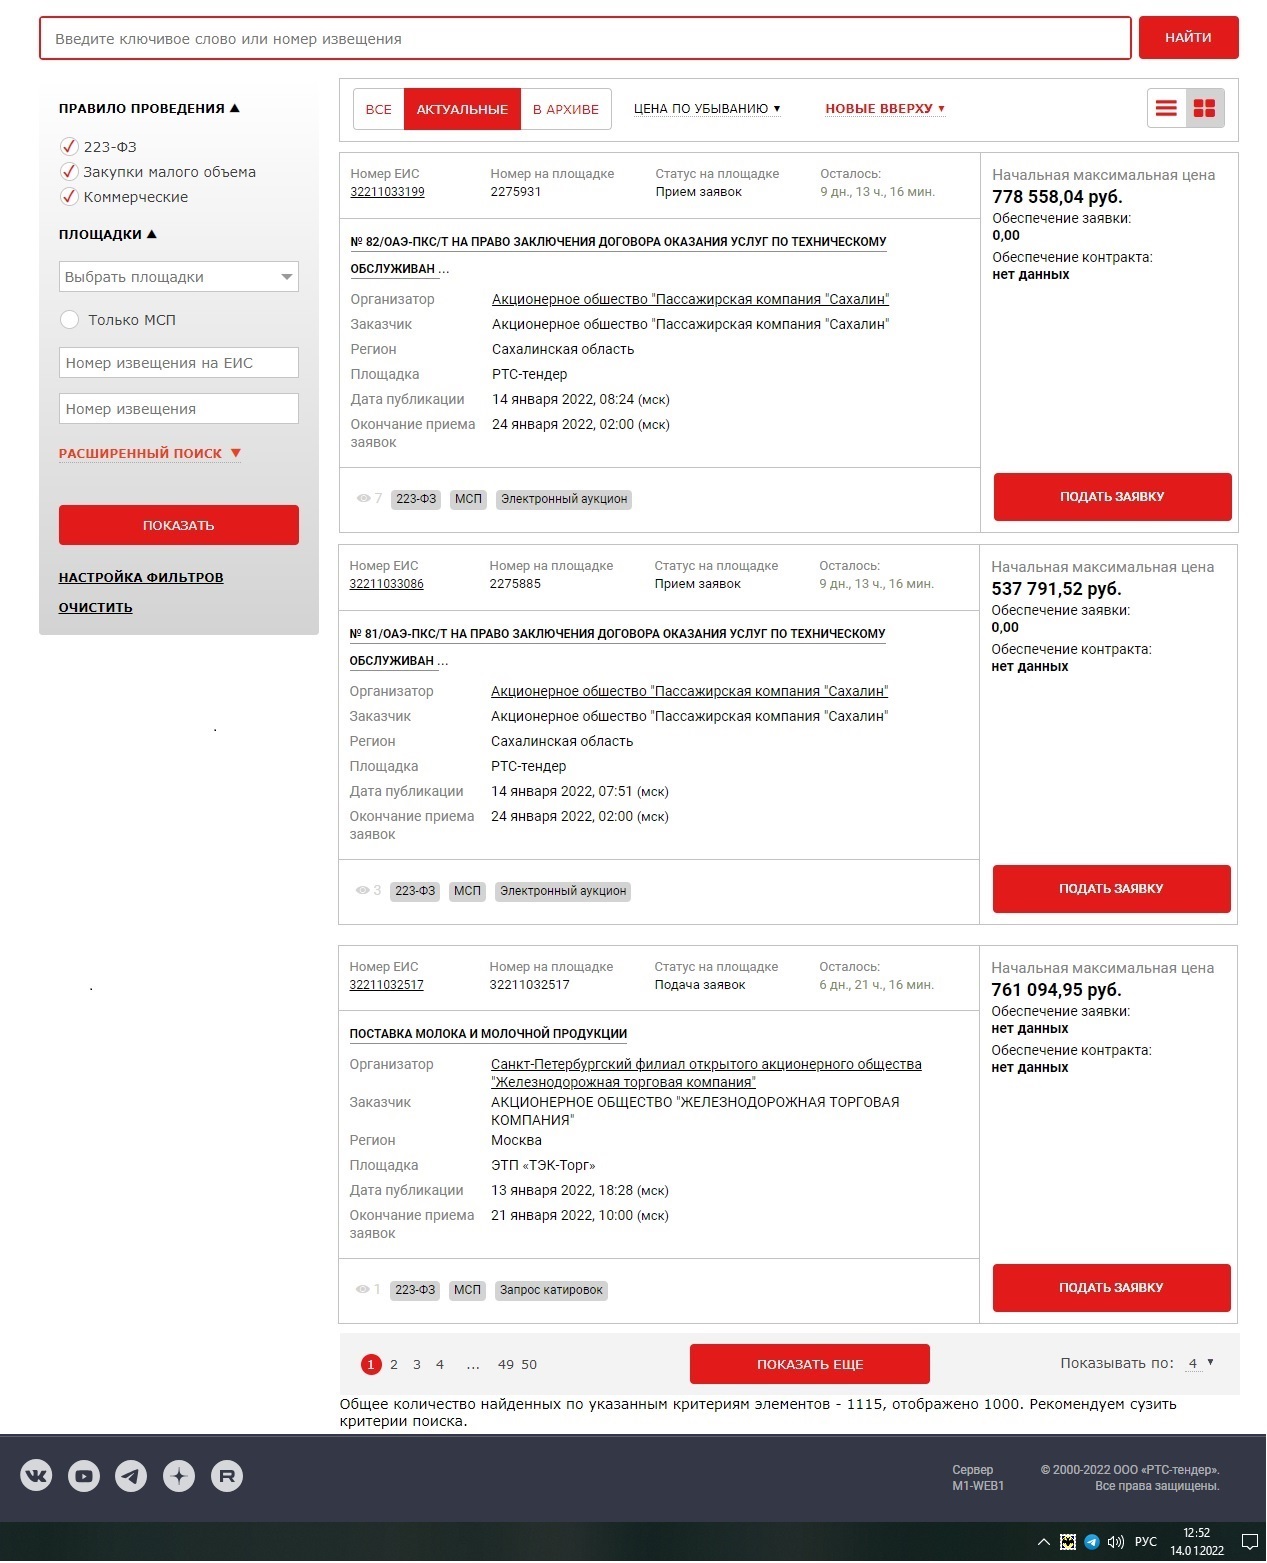 Введите ключивое слово или номер извещения
НАЙТИ
ПРАВИЛО ПРОВЕДЕНИЯ ▲
223-ФЗ
Закупки малого объема
Коммерческие
ПЛОЩАДКИ ▲
Выбрать площадки
Только МСП
Номер извещения на ЕИС
Номер извещения
РАСШИРЕННЫЙ ПОИСК ▼
ПОКАЗАТЬ
НАСТРОЙКА ФИЛЬТРОВ
ОЧИСТИТЬ
ВСЕ АКТУАЛЬНЫЕ В АРХИВЕ ЦЕНА ПО УБЫВАНИЮ ▼ НОВЫЕ ВВЕРХУ ▼
Номер ЕИС Номер на площадке Статус на площадке Осталось:
32211033199 2275931 Прием заявок 9 дн., 13 ч., 16 мин.
№ 82/ОАЭ-ПКС/Т НА ПРАВО ЗАКЛЮЧЕНИЯ ДОГОВОРА ОКАЗАНИЯ УСЛУГ ПО ТЕХНИЧЕСКОМУ
ОБСЛУЖИВАН ...
Организатор Акционерное обшество "Пассажирская компания "Сахалин"
Заказчик Акционерное обшество "Пассажирская компания "Сахалин"
Регион Сахалинская область
Площадка РТС-тендер
Дата публикации 14 января 2022, 08:24 (мск)
Окончание приема 24 января 2022, 02:00 (мск)
заявок
7 223-ФЗ МСП Электронный аукцион
Начальная максимальная цена
778 558,04 руб.
Обеспечение заявки:
0,00
Обеспечение контракта:
нет данных
ПОДАТЬ ЗАЯВКУ
Номер ЕИС Номер на площадке Статус на площадке Осталось:
32211033086 2275885 Прием заявок 9 дн., 13 ч., 16 мин.
№ 81/ОАЭ-ПКС/Т НА ПРАВО ЗАКЛЮЧЕНИЯ ДОГОВОРА ОКАЗАНИЯ УСЛУГ ПО ТЕХНИЧЕСКОМУ
ОБСЛУЖИВАН ...
Организатор Акционерное обшество "Пассажирская компания "Сахалин"
Заказчик Акционерное обшество "Пассажирская компания "Сахалин"
Регион Сахалинская область
Площадка РТС-тендер
Дата публикации 14 января 2022, 07:51 (мск)
Окончание приема 24 января 2022, 02:00 (мск)
заявок
3 223-ФЗ МСП Электронный аукцион
Начальная максимальная цена
537 791,52 руб.
Обеспечение заявки:
0,00
Обеспечение контракта:
нет данных
ПОДАТЬ ЗАЯВКУ
Номер ЕИС Номер на площадке Статус на площадке Осталось:
32211032517 32211032517 Подача заявок 6 дн., 21 ч., 16 мин.
ПОСТАВКА МОЛОКА И МОЛОЧНОЙ ПРОДУКЦИИ
Организатор Санкт-Петербургский филиал открытого акционерного общества
"Железнодорожная торговая компания"
Заказчик АКЦИОНЕРНОЕ ОБЩЕСТВО "ЖЕЛЕЗНОДОРОЖНАЯ ТОРГОВАЯ
КОМПАНИЯ"
Регион Москва
Площадка ЭТП «ТЭК-Торг»
Дата публикации 13 января 2022, 18:28 (мск)
Окончание приема 21 января 2022, 10:00 (мск)
заявок
1 223-ФЗ МСП Запрос катировок
Начальная максимальная цена
761 094,95 руб.
Обеспечение заявки:
нет данных
Обеспечение контракта:
нет данных
ПОДАТЬ ЗАЯВКУ
1 2 3 4 ... 49 50 ПОКАЗАТЬ ЕЩЕ Показывать по: 4 ▼
Общее количество найденных по указанным критериям элементов - 1115, отображено 1000. Рекомендуем сузить
критерии поиска.
Сервер © 2000-2022 ООО «РТС-тендер».
M1-WEB1 Все права защищены.
РУС
12:52
14.01 2022